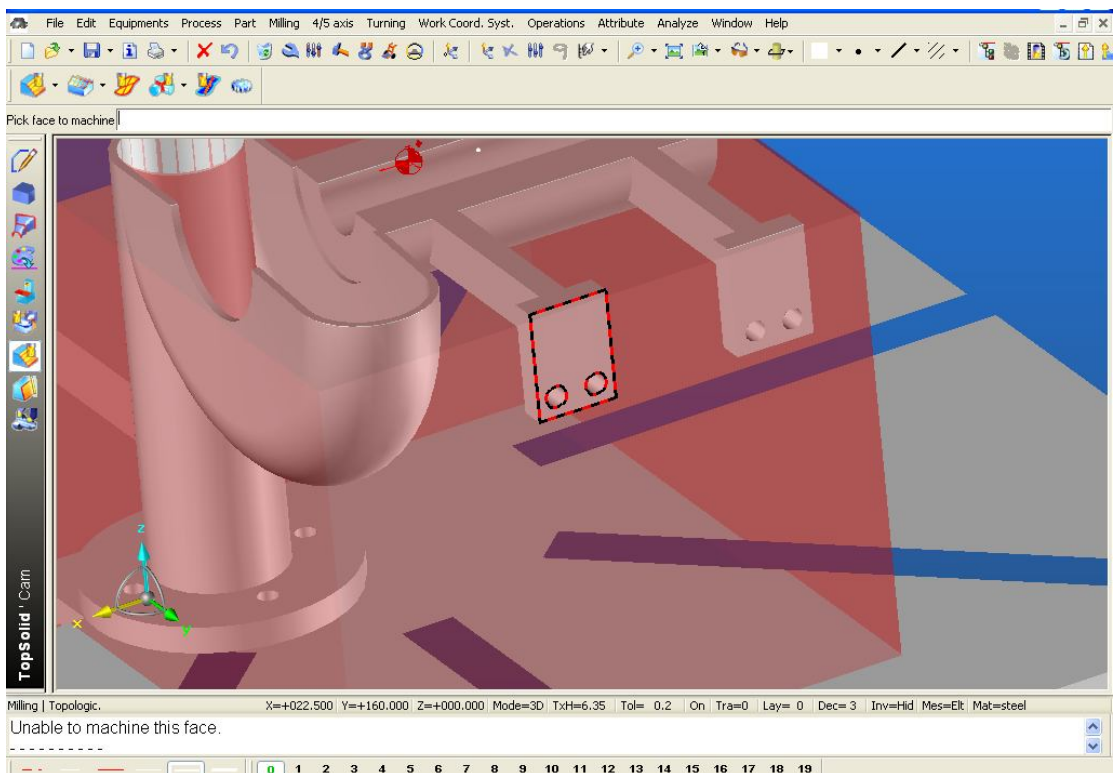 File Edit Equipments Process Part Milling 4/5 axis Turning Work Coord. Syst. Operations Attribute Analyze Window Help
Pick face to machine
z
x
y
TopSolid'Cam
Milling | Topologic. X=+022.500 Y=+160.000 Z=+000.000 Mode=3D TxH=6.35 Tol= 0.2 On Tra=0 Lay= 0 Dec= 3 Inv=Hid Mes=Elt Mat=steel
Unable to machine this face.
----------
0 1 2 3 4 5 6 7 8 9 10 11 12 13 14 15 16 17 18 19